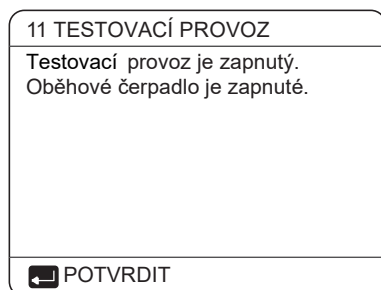 11 TESTOVACÍ PROVOZ
Testovací provoz je zapnutý.
Oběhové čerpadlo je zapnuté.
POTVRDIT